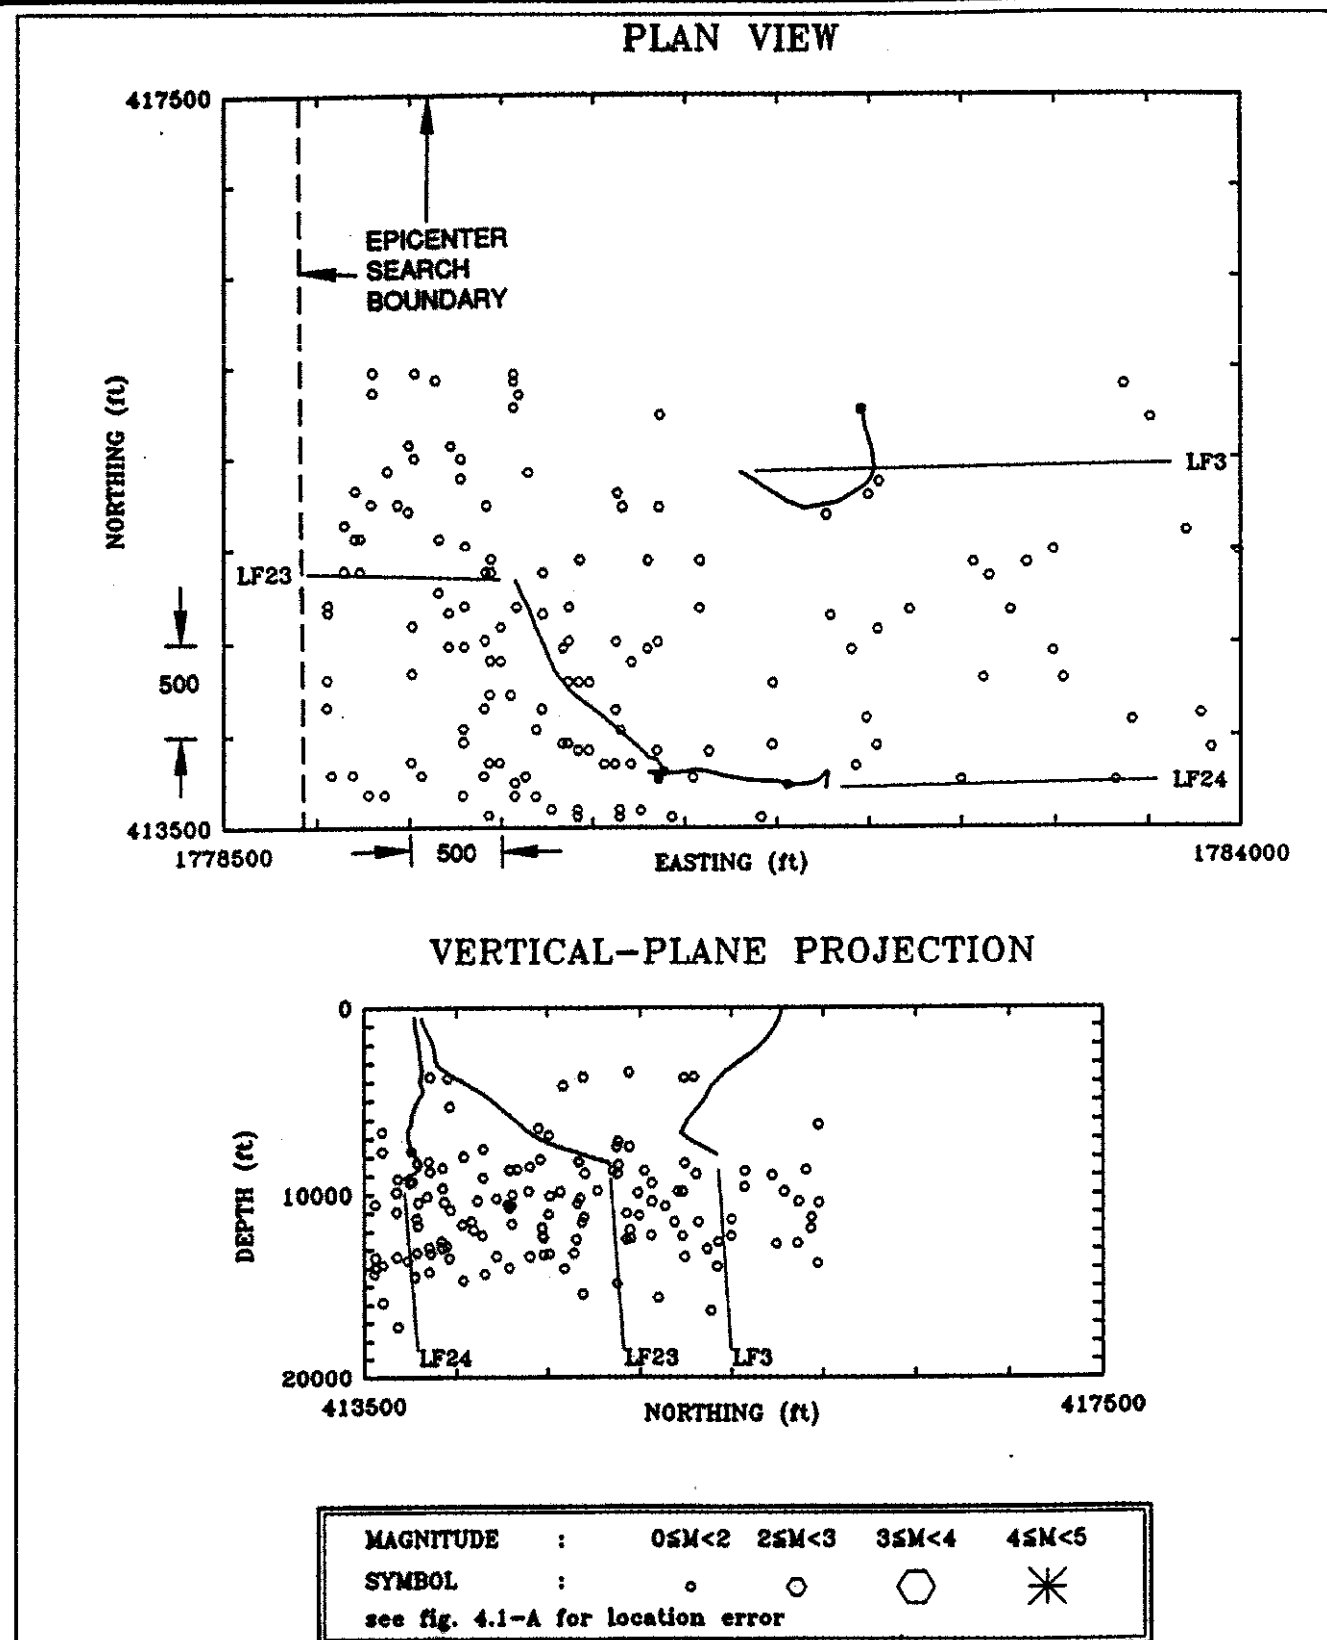 PLAN VIEW
417500
EPICENTER
SEARCH
BOUNDARY
NORTHING (ft)
LF3
LF23
500
LF24
413500
1778500
500
EASTING (ft)
1784000
VERTICAL-PLANE PROJECTION
0
DEPTH (ft)
10000
LF24
LF23
LF3
20000
413500
NORTHING (ft)
417500
MAGNITUDE : 0≤M<2 2≤M<3 3≤M<4 4≤M<5
SYMBOL :
see fig. 4.1-A for location error